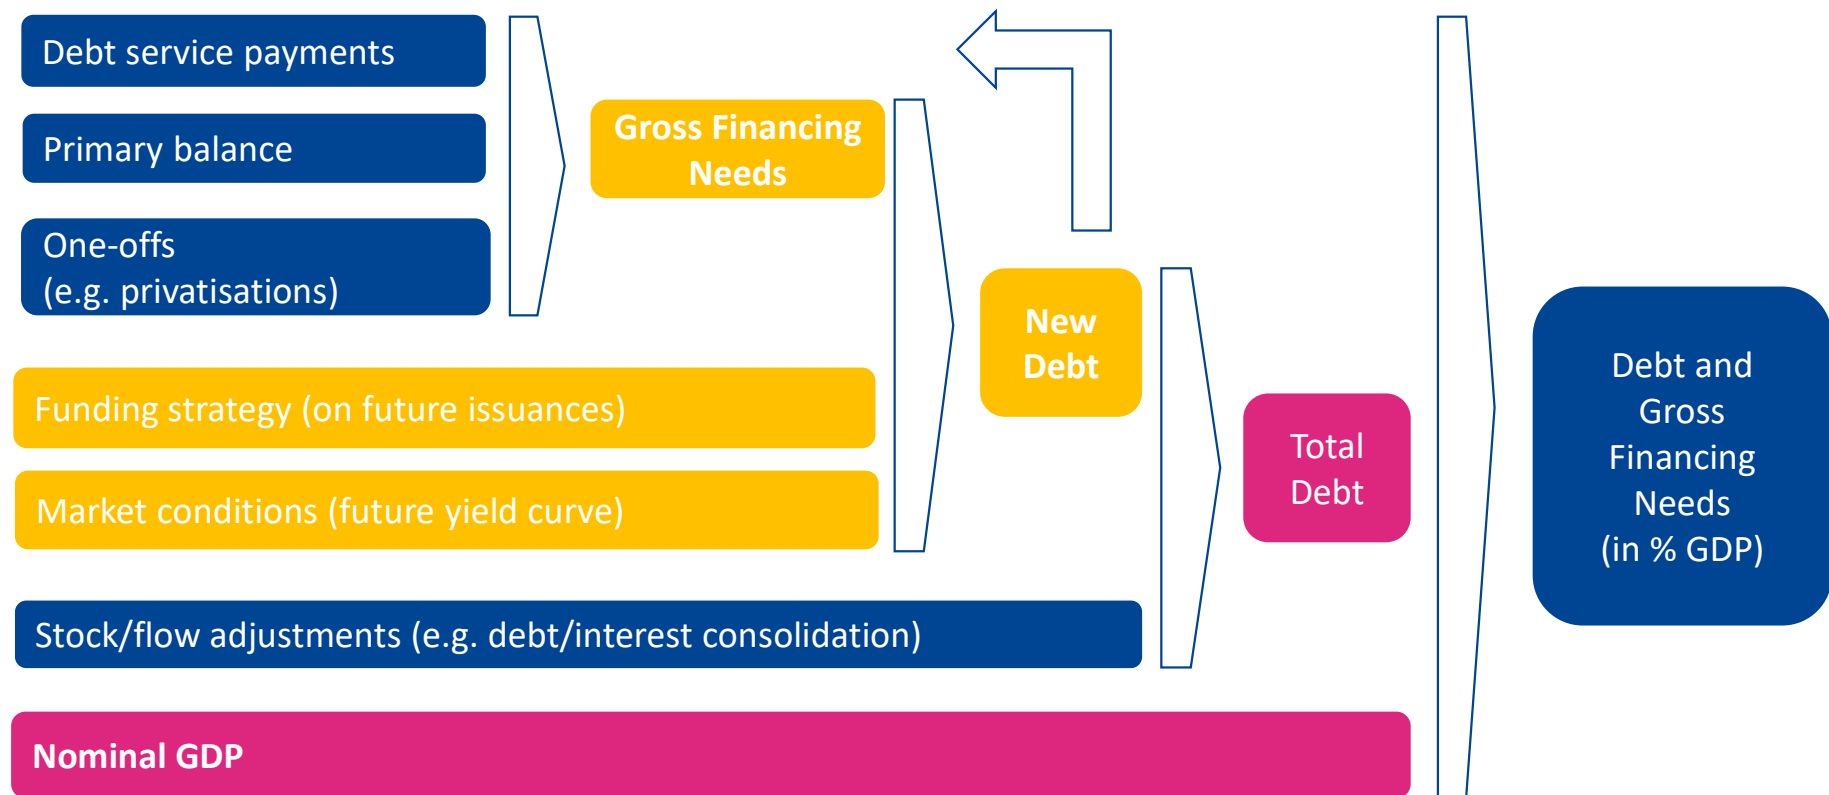 Debt service payments
Primary balance
One-offs
(e.g. privatisations)
Gross Financing
Needs
Funding strategy (on future issuances)
Market conditions (future yield curve)
New
Debt
Stock/flow adjustments (e.g. debt/interest consolidation)
Total
Debt
Nominal GDP
Debt and
Gross
Financing
Needs
(in % GDP)